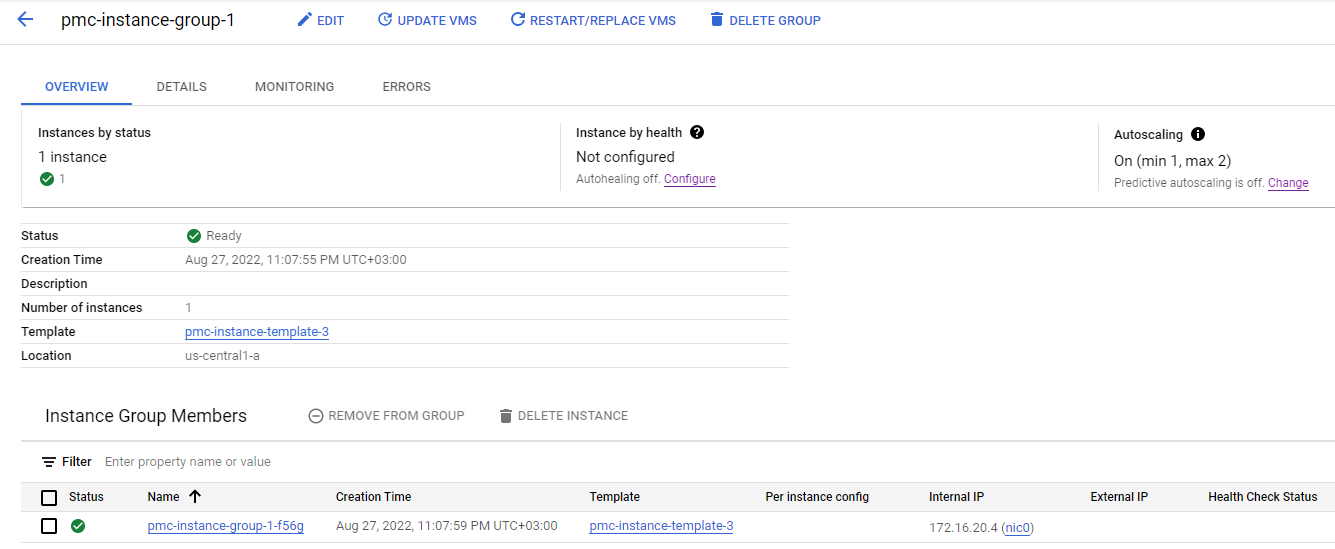 pmc-instance-group-1 EDIT UPDATE VMS RESTART/REPLACE VMS DELETE GROUP
OVERVIEW DETAILS MONITORING ERRORS
Instances by status
1 instance
1
Instance by health
Not configured
Autohealing off. Configure
Autoscaling
On (min 1, max 2)
Predictive autoscaling is off. Change
Status Ready
Creation Time Aug 27, 2022, 11:07:55 PM UTC+03:00
Description
Number of instances 1
Template pmc-instance-template-3
Location us-central1-a
Instance Group Members REMOVE FROM GROUP DELETE INSTANCE
Filter Enter property name or value
Status Name Creation Time Template Per instance config Internal IP External IP Health Check Status
pmc-instance-group-1-f56g Aug 27, 2022, 11:07:59 PM UTC+03:00 pmc-instance-template-3 172.16.20.4 (nic0)